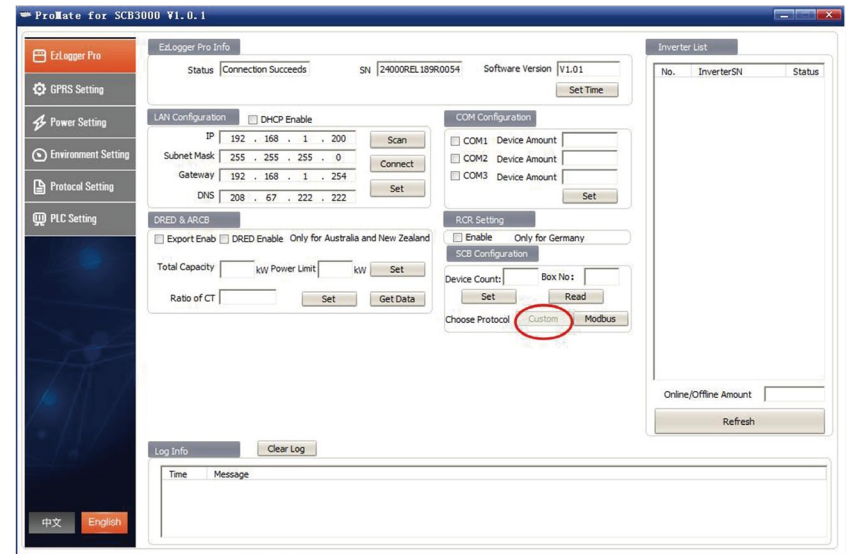 ProMate for SCB3000 V1.0.1
EzLogger Pro
GPRS Setting
Power Setting
Environment Setting
Protocol Setting
PLC Setting
中文
English
EzLogger Pro Info
Status Connection Succeeds SN 24000REL189R0054 Software Version V1.01
Set Time
LAN Configuration DHCP Enable
IP 192 . 168 . 1 . 200 Scan
Subnet Mask 255 . 255 . 255 . 0 Connect
Gateway 192 . 168 . 1 . 254
DNS 208 . 67 . 222 . 222 Set
COM Configuration
COM1 Device Amount
COM2 Device Amount
COM3 Device Amount
Set
DRED & ARCB
Export Enab DRED Enable Only for Australia and New Zealand
Total Capacity kW Power Limit kW Set
Ratio of CT Set Get Data
RCR Setting
Enable Only for Germany
SCB Configuration
Device Count: Box No:
Set Read
Choose Protocol Custom Modbus
Inverter List
No. InverterSN Status
Online/Offline Amount
Refresh
Log Info Clear Log
Time Message